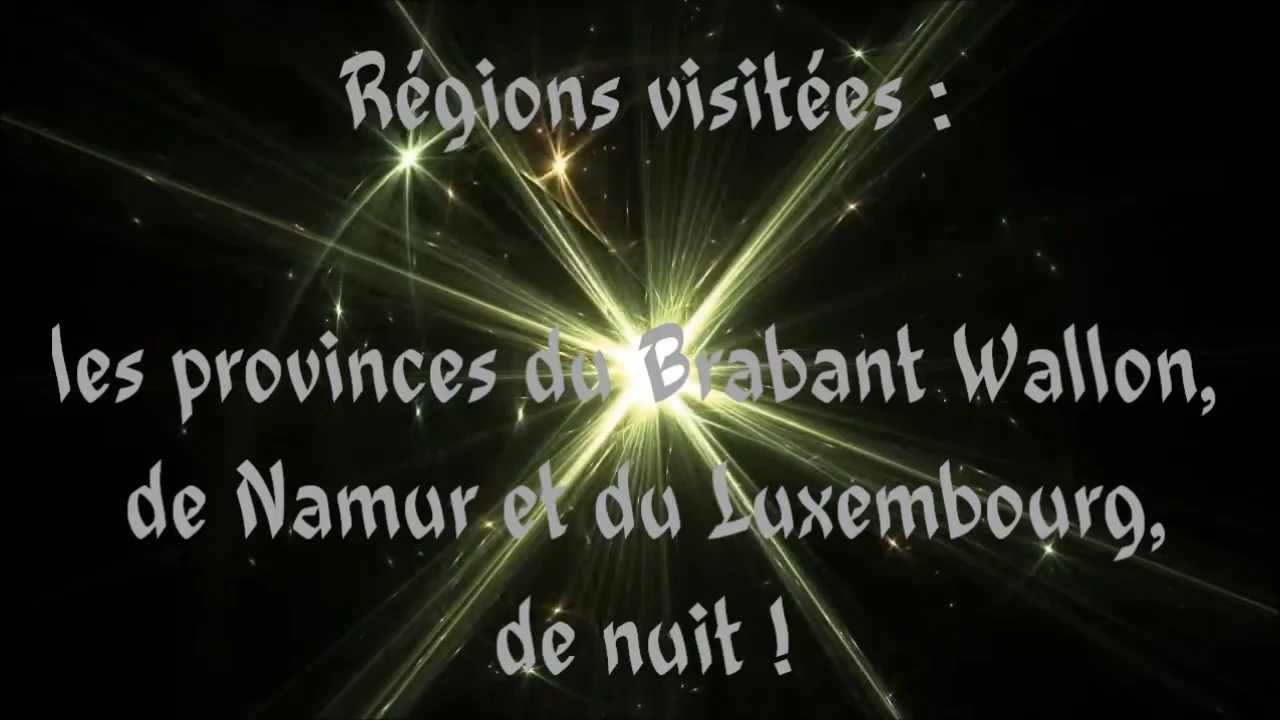 Régions visitées :
les provinces du Brabant Wallon,
de Namur et du Luxembourg,
de nuit !